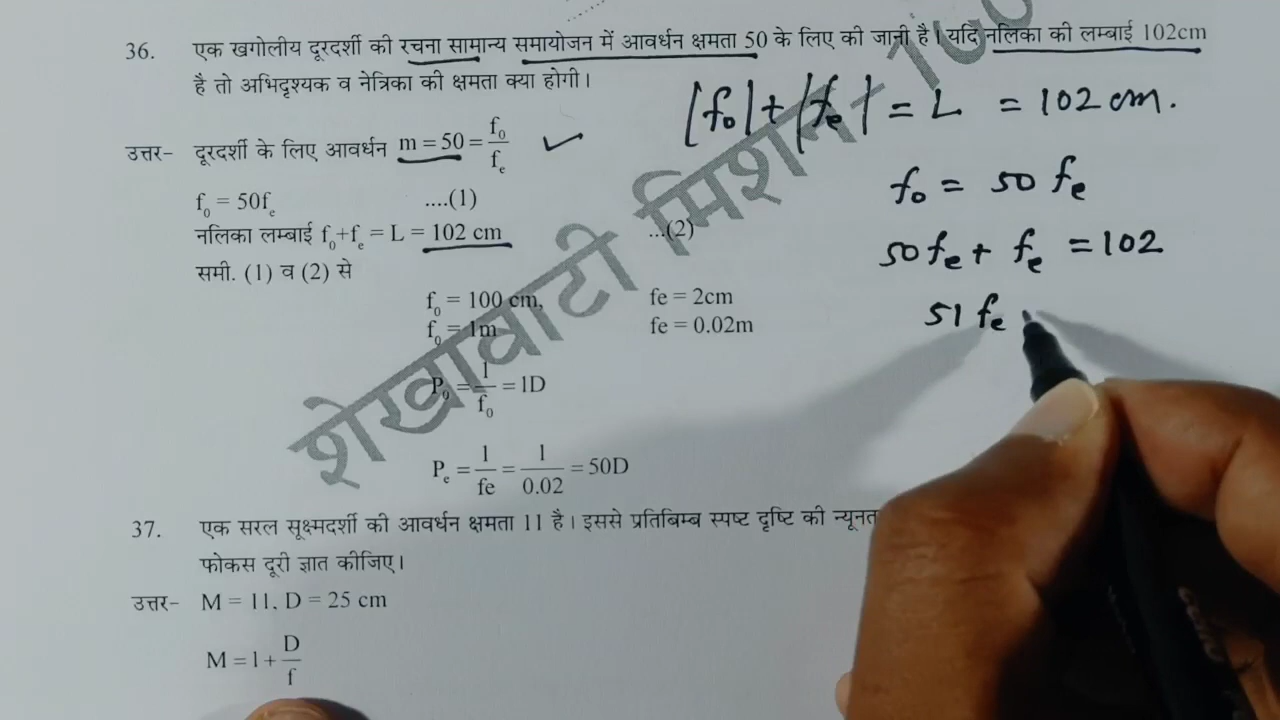 36. एक खगोलीय दूरदर्शी की रचना सामान्य समायोजन में आवर्धन क्षमता 50 के लिए की जानी है। यदि नलिका की लम्बाई 102cm
है तो अभिदृश्यक व नेत्रिका की क्षमता क्या होगी।
|f₀| + |fₑ| = L = 102 cm.
उत्तर- दूरदर्शी के लिए आवर्धन m = 50 = f₀/fₑ ✓
f₀ = 50 fₑ
f₀ = 50fₑ ....(1)
नलिका लम्बाई f₀+fₑ = L = 102 cm ...(2)
50fₑ + fₑ = 102
समी. (1) व (2) से
f₀ = 100 cm, fe = 2cm
51 fₑ
f₀ = 1m fe = 0.02m
P₀ = 1/f₀ = 1D
Pₑ = 1/fe = 1/0.02 = 50D
शेखावाटी मिशन - 100
37. एक सरल सूक्ष्मदर्शी की आवर्धन क्षमता 11 है। इससे प्रतिबिम्ब स्पष्ट दृष्टि की
फोकस दूरी ज्ञात कीजिए।
उत्तर- M = 11, D = 25 cm
M = 1 + D/f